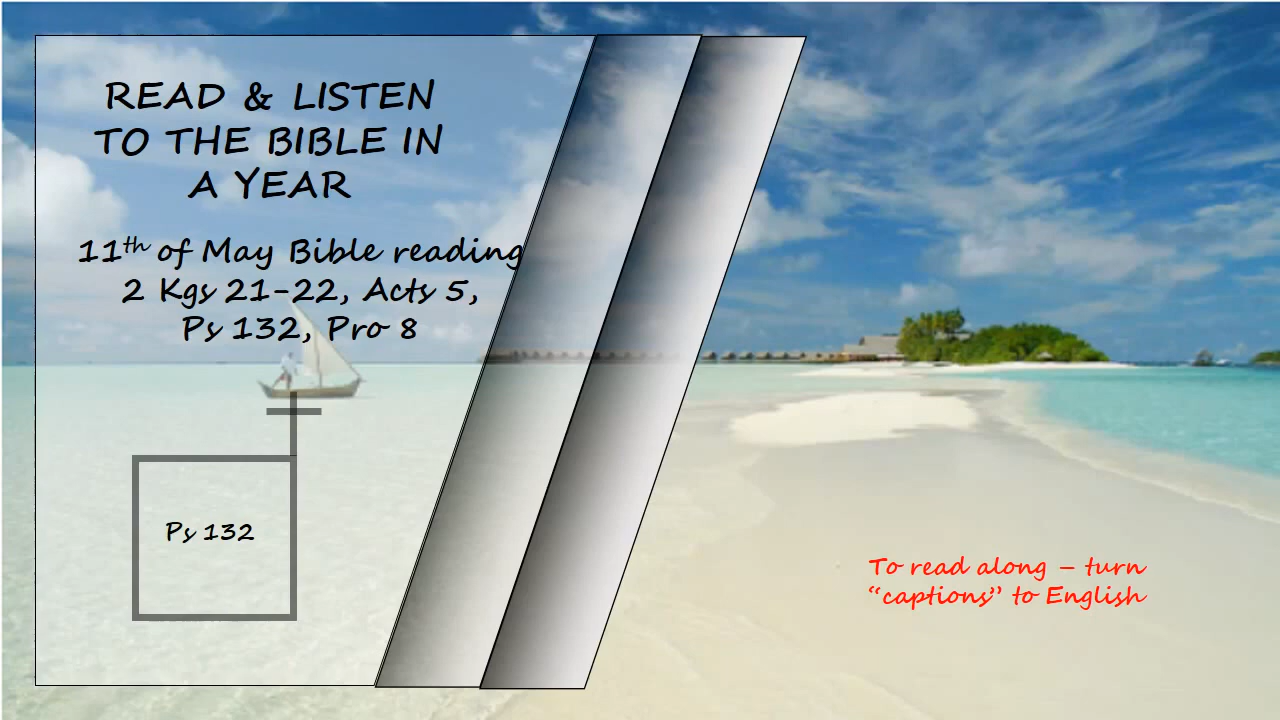 READ & LISTEN
TO THE BIBLE IN
A YEAR
11th of May Bible reading
2 Kgs 21-22, Acts 5,
Ps 132, Pro 8
Ps 132
To read along – turn
“captions” to English